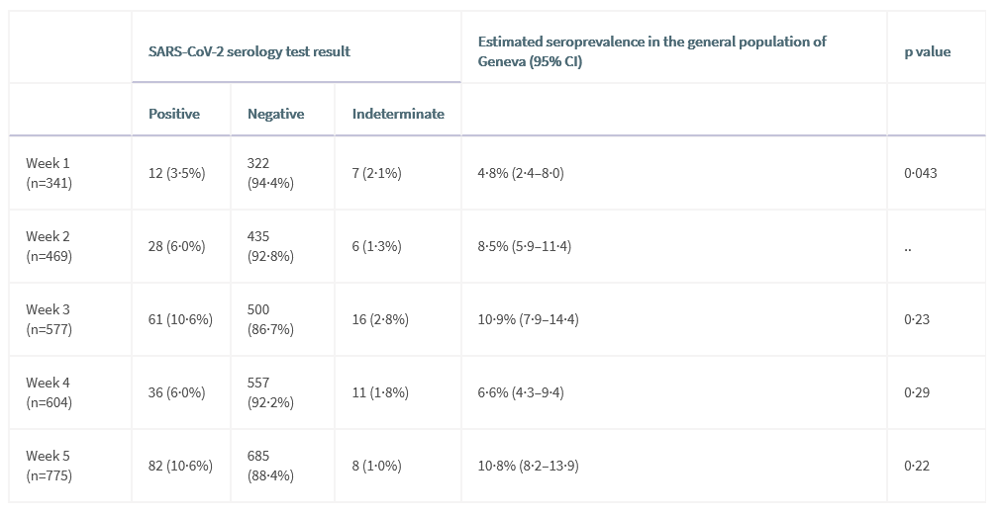 SARS-CoV-2 serology test result
Estimated seroprevalence in the general population of
Geneva (95% CI)
p value
Positive
Negative
Indeterminate
Week 1
(n=341)
12 (3·5%)
322
(94·4%)
7 (2·1%)
4·8% (2·4–8·0)
0·043
Week 2
(n=469)
28 (6·0%)
435
(92·8%)
6 (1·3%)
8·5% (5·9–11·4)
..
Week 3
(n=577)
61 (10·6%)
500
(86·7%)
16 (2·8%)
10·9% (7·9–14·4)
0·23
Week 4
(n=604)
36 (6·0%)
557
(92·2%)
11 (1·8%)
6·6% (4·3–9·4)
0·29
Week 5
(n=775)
82 (10·6%)
685
(88·4%)
8 (1·0%)
10·8% (8·2–13·9)
0·22